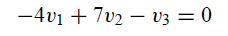 −4v₁ + 7v₂ − v₃ = 0